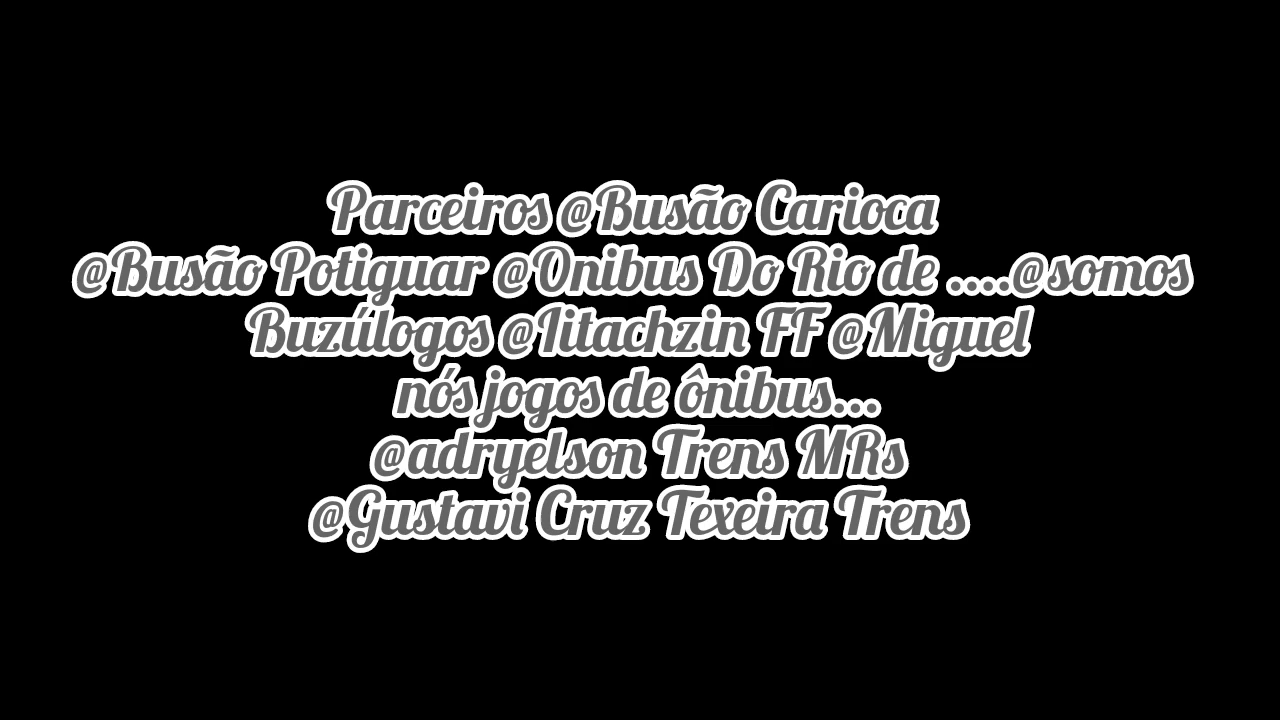 Parceiros @Busão Carioca
@Busão Potiguar @Onibus Do Rio de ....@somos
Buzúlogos @Iitachzin FF @Miguel
nós jogos de ônibus...
@adryelson Trens MRs
@Gustavi Cruz Texeira Trens